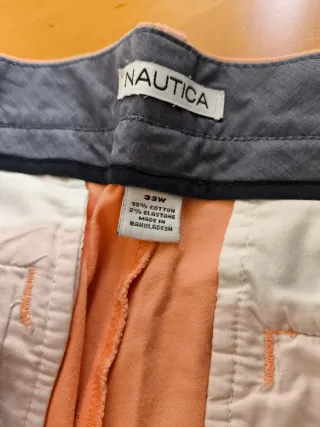 NAUTICA
33W
98% COTTON
2% ELASTANE
MADE IN
BANGLADESH